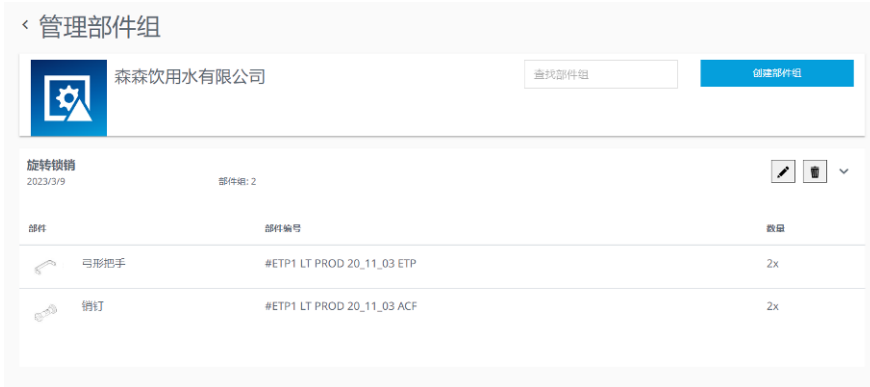 管理部件组
森森饮用水有限公司
查找部件组
创建部件组
旋转锁销
2023/3/9
部件组: 2
部件
部件编号
数量
弓形把手
#ETP1 LT PROD 20_11_03 ETP
2x
销钉
#ETP1 LT PROD 20_11_03 ACF
2x